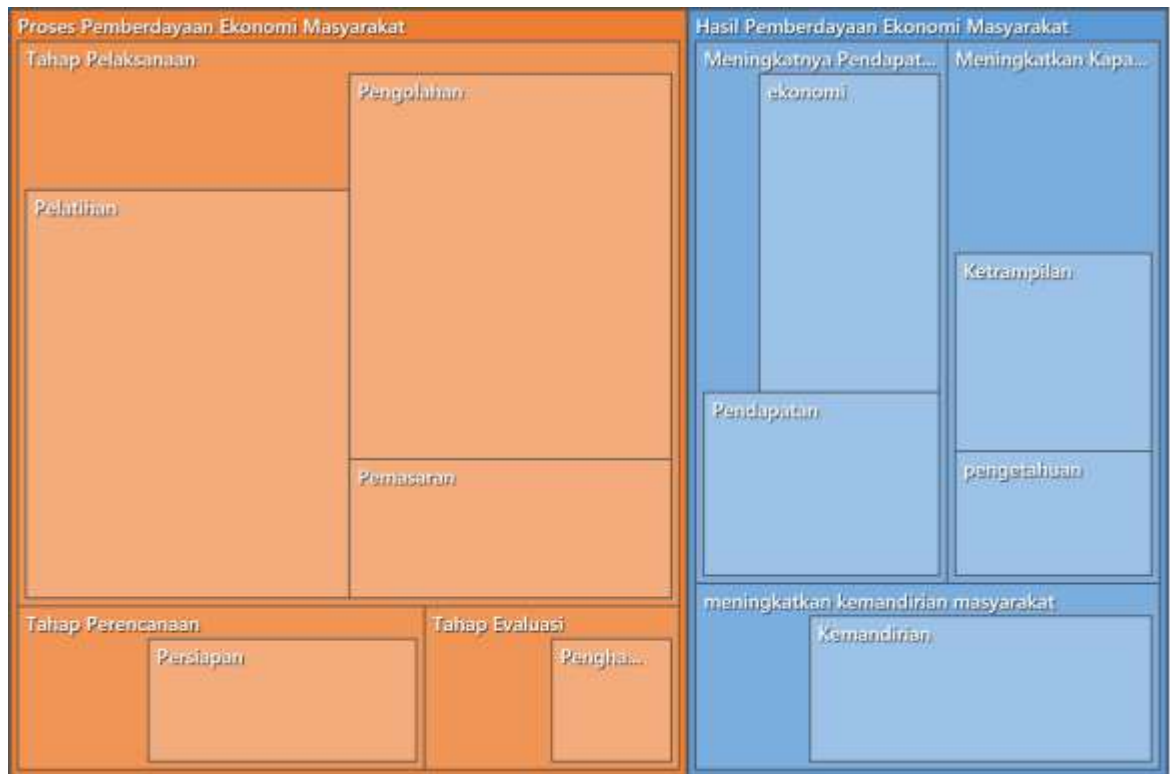 Proses Pemberdayaan Ekonomi Masyarakat
Tahap Pelaksanaan
Pengolahan
Pelatihan
Pemasaran
Tahap Perencanaan
Persiapan
Tahap Evaluasi
Pengha...
Hasil Pemberdayaan Ekonomi Masyarakat
Meningkatnya Pendapat...
ekonomi
Pendapatan
Meningkatkan Kapa...
Ketrampilan
pengetahuan
meningkatkan kemandirian masyarakat
Kemandirian